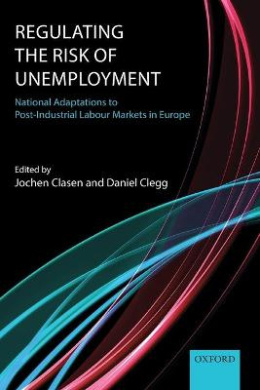 REGULATING
THE RISK OF
UNEMPLOYMENT
National Adaptations to
Post-Industrial Labour Markets in Europe
Edited by
Jochen Clasen and Daniel Clegg
OXFORD